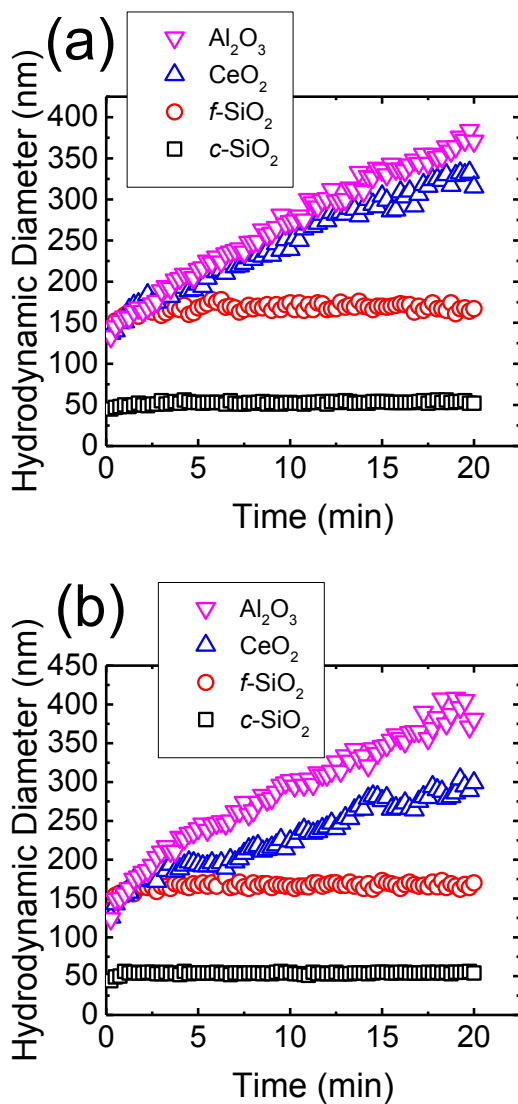 (a)
Al₂O₃
CeO₂
f-SiO₂
c-SiO₂
Hydrodynamic Diameter (nm)
400
350
300
250
200
150
100
50
0
0 5 10 15 20
Time (min)
(b)
Al₂O₃
CeO₂
f-SiO₂
c-SiO₂
Hydrodynamic Diameter (nm)
450
400
350
300
250
200
150
100
50
0
0 5 10 15 20
Time (min)